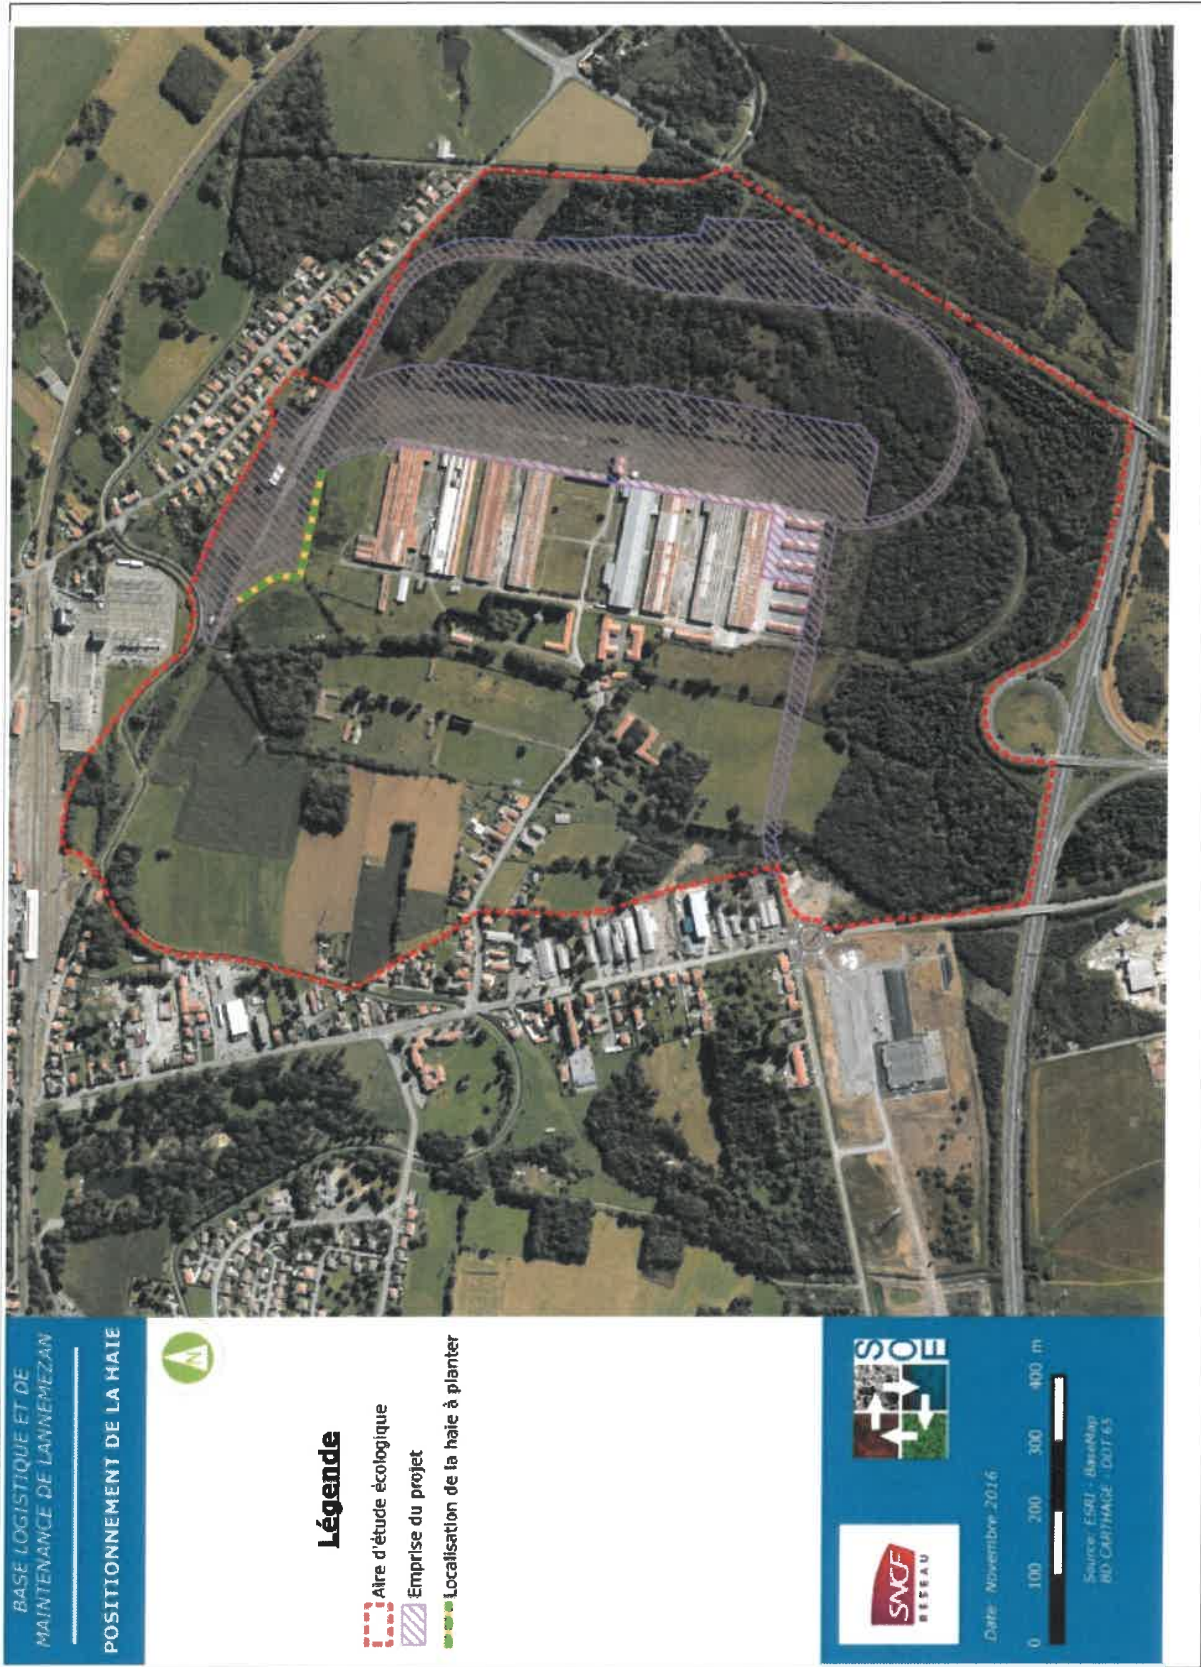 BASE LOGISTIQUE ET DE
MAINTENANCE DE LANNEMEZAN
POSITIONNEMENT DE LA HAIE
N
Légende
Aire d'étude écologique
Emprise du projet
Localisation de la haie à planter
SNCF
RESEAU
SOE
Date: Novembre 2016
0 100 200 300 400 m
Source: ESRI - BaseMap
BD CARTHAGE - DDT 65